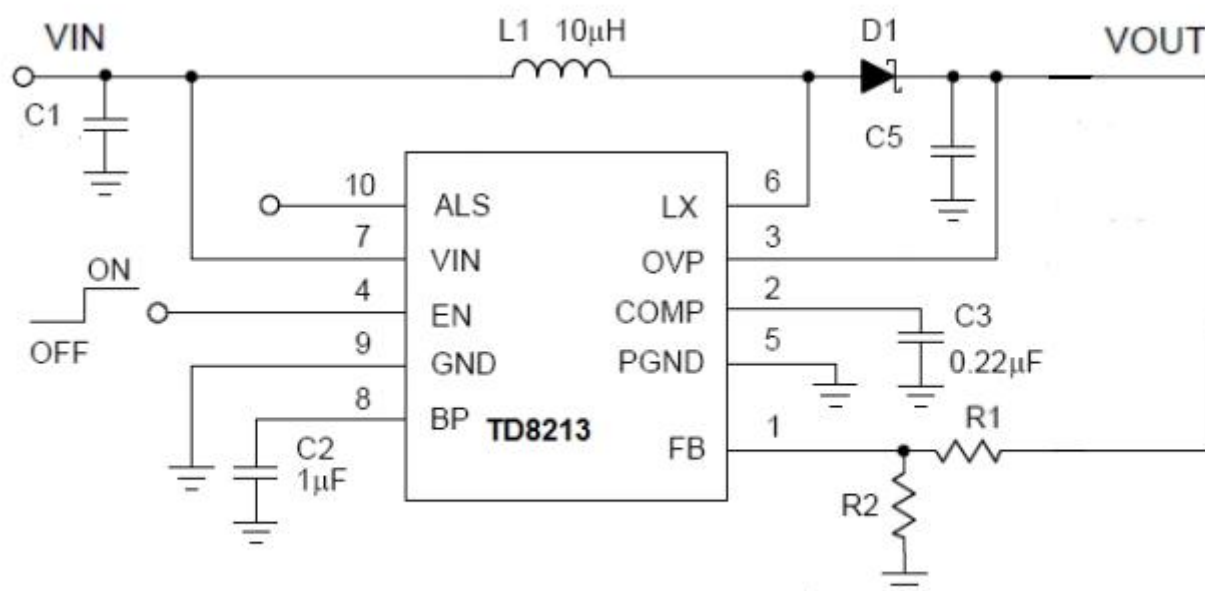 VIN
L1 10μH
D1
VOUT
C1
C5
10
ALS
LX
6
7
VIN
OVP
3
ON
OFF
4
EN
COMP
2
C3
0.22μF
9
GND
PGND
5
8
BP
TD8213
C2
1μF
FB
1
R1
R2